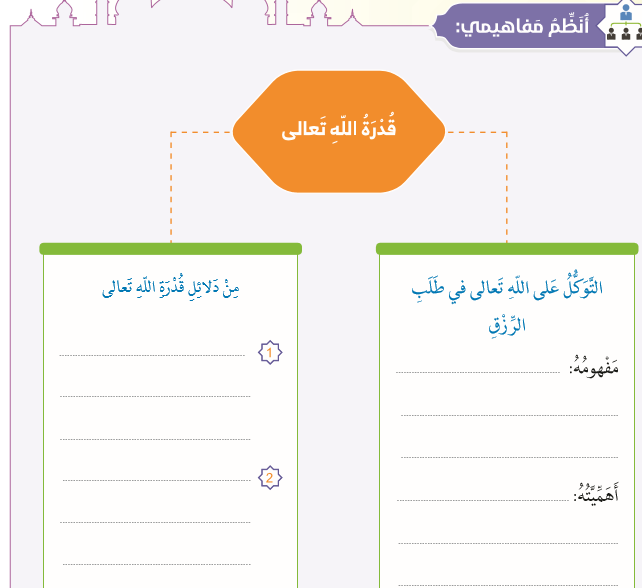 أُنَظِّمُ مَفاهيمي:
قُدْرَةُ اللّهِ تَعالى
التَّوَكُّلُ عَلى اللّهِ تَعالى في طَلَبِ
الرِّزْقِ
مَفْهومُهُ:
أَهَمِّيَّتُهُ:
مِنْ دَلائِلِ قُدْرَةِ اللّهِ تَعالى
1
2